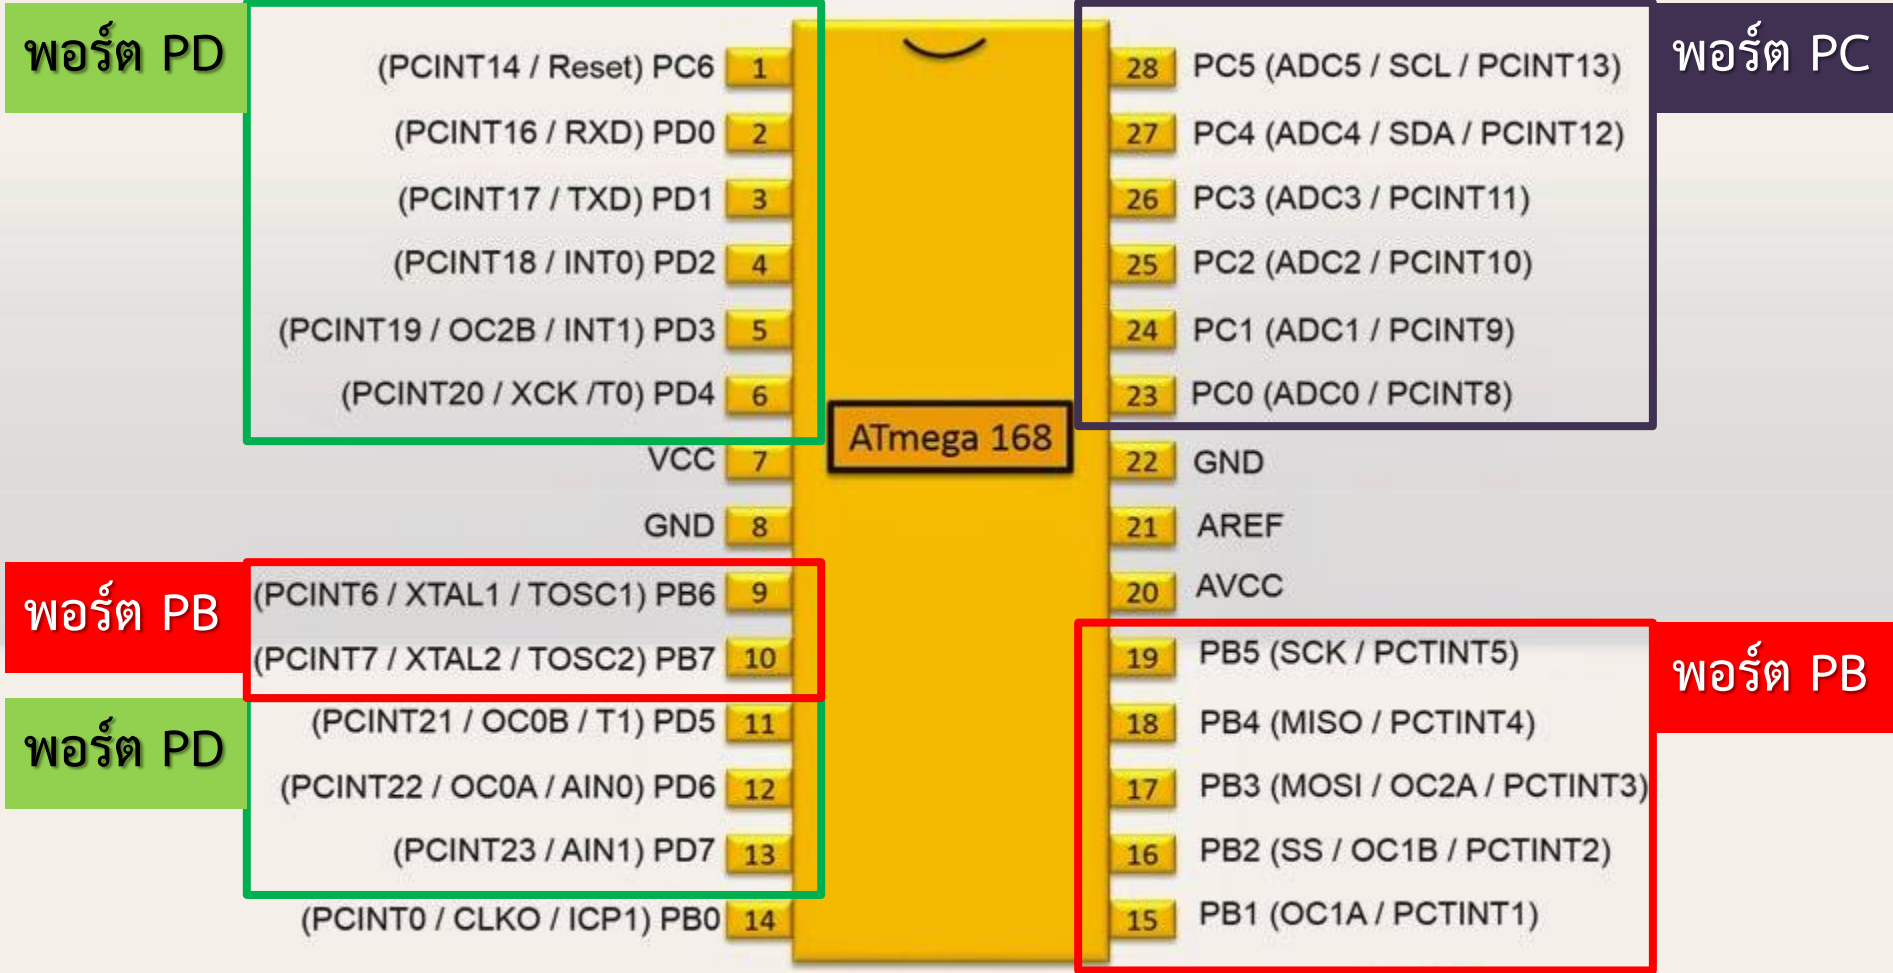 พอร์ต PD
(PCINT14 / Reset) PC6 1
(PCINT16 / RXD) PD0 2
(PCINT17 / TXD) PD1 3
(PCINT18 / INT0) PD2 4
(PCINT19 / OC2B / INT1) PD3 5
(PCINT20 / XCK /T0) PD4 6
VCC 7
GND 8
พอร์ต PB
(PCINT6 / XTAL1 / TOSC1) PB6 9
(PCINT7 / XTAL2 / TOSC2) PB7 10
พอร์ต PD
(PCINT21 / OC0B / T1) PD5 11
(PCINT22 / OC0A / AIN0) PD6 12
(PCINT23 / AIN1) PD7 13
(PCINT0 / CLKO / ICP1) PB0 14
ATmega 168
พอร์ต PC
28 PC5 (ADC5 / SCL / PCINT13)
27 PC4 (ADC4 / SDA / PCINT12)
26 PC3 (ADC3 / PCINT11)
25 PC2 (ADC2 / PCINT10)
24 PC1 (ADC1 / PCINT9)
23 PC0 (ADC0 / PCINT8)
22 GND
21 AREF
20 AVCC
พอร์ต PB
19 PB5 (SCK / PCTINT5)
18 PB4 (MISO / PCTINT4)
17 PB3 (MOSI / OC2A / PCTINT3)
16 PB2 (SS / OC1B / PCTINT2)
15 PB1 (OC1A / PCTINT1)